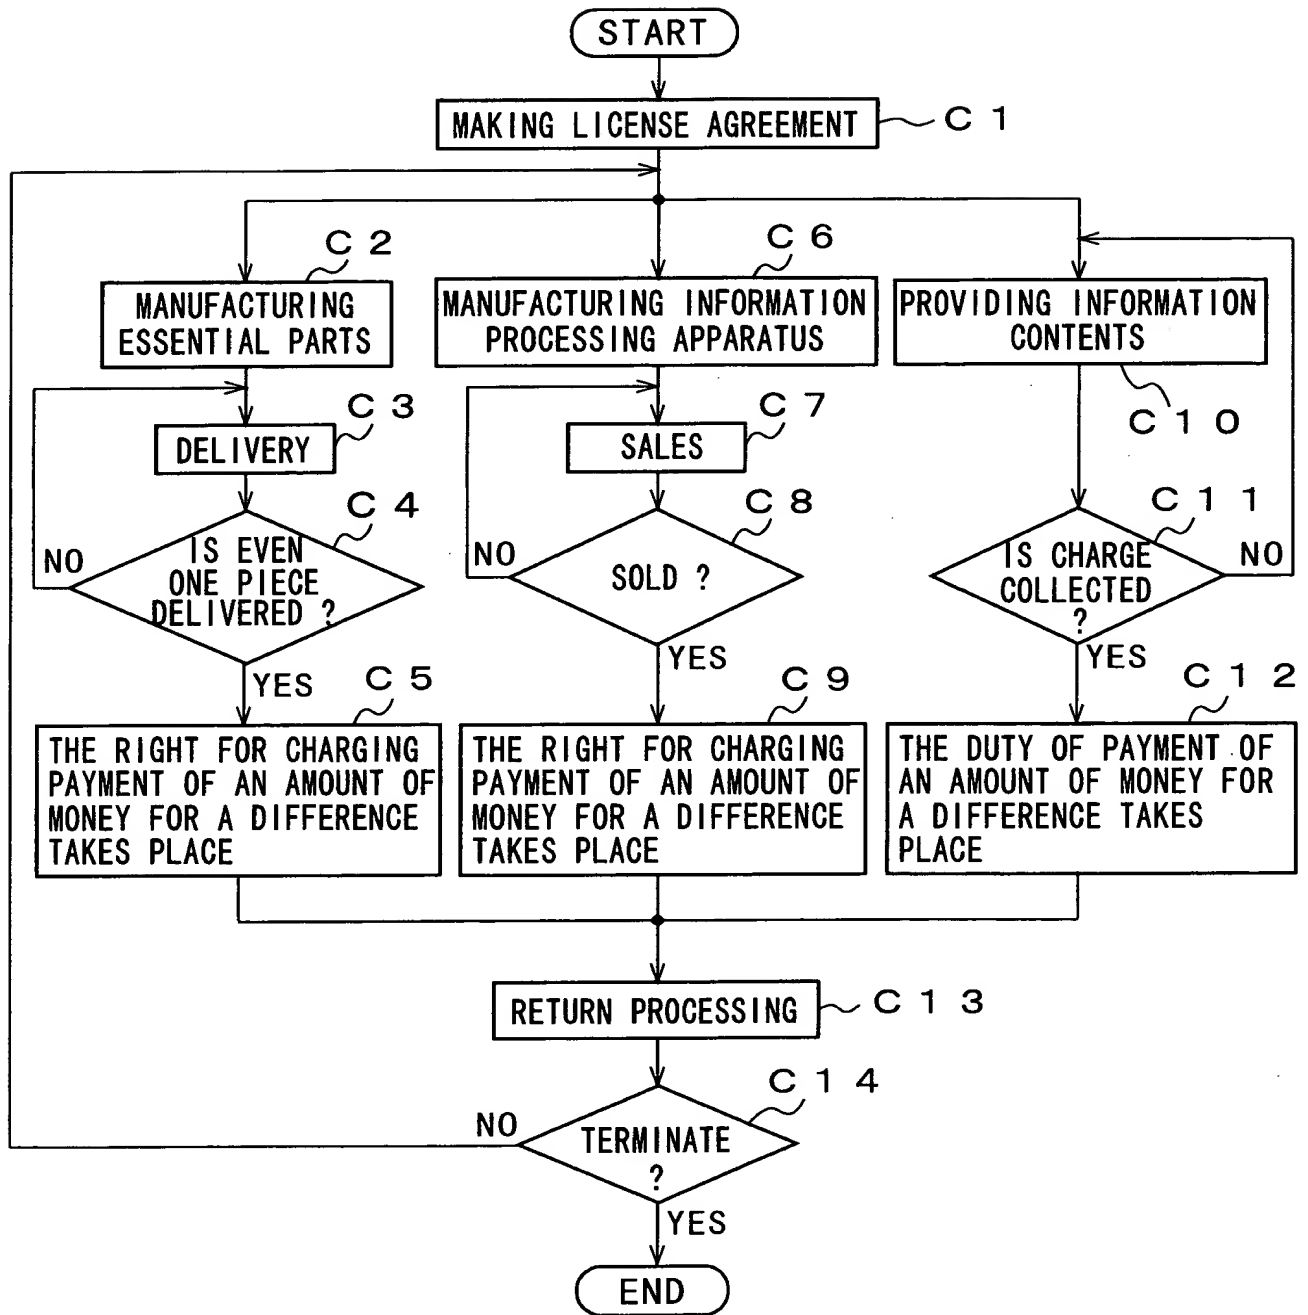 START
MAKING LICENSE AGREEMENT
C 1
C 2
MANUFACTURING
ESSENTIAL PARTS
C 3
DELIVERY
C 4
IS EVEN
ONE PIECE
DELIVERED ?
NO
YES
C 5
THE RIGHT FOR CHARGING
PAYMENT OF AN AMOUNT OF
MONEY FOR A DIFFERENCE
TAKES PLACE
C 6
MANUFACTURING INFORMATION
PROCESSING APPARATUS
C 7
SALES
C 8
SOLD ?
NO
YES
C 9
THE RIGHT FOR CHARGING
PAYMENT OF AN AMOUNT OF
MONEY FOR A DIFFERENCE
TAKES PLACE
PROVIDING INFORMATION
CONTENTS
C 1 0
C 1 1
IS CHARGE
COLLECTED
?
NO
YES
C 1 2
THE DUTY OF PAYMENT OF
AN AMOUNT OF MONEY FOR
A DIFFERENCE TAKES
PLACE
RETURN PROCESSING
C 1 3
C 1 4
TERMINATE
?
NO
YES
END